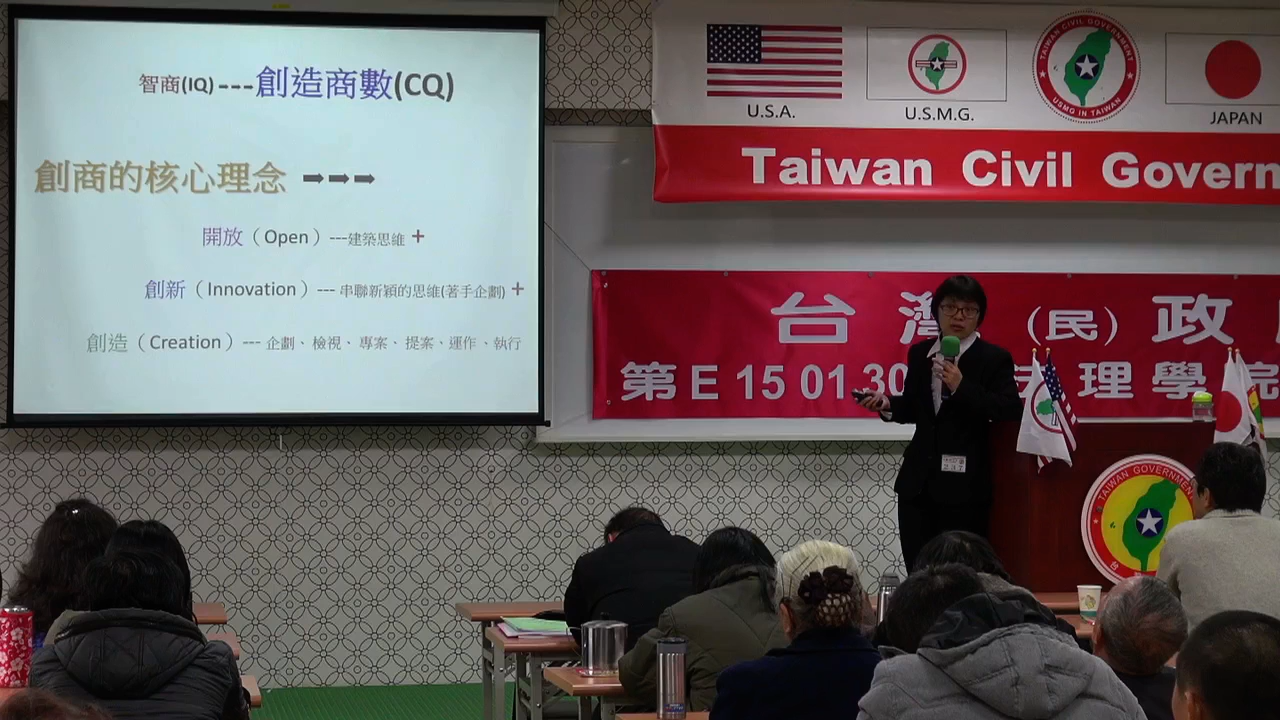 智商(IQ) ---創造商數(CQ)
創商的核心理念 ➡➡➡
開放（Open）---建築思維 +
創新（Innovation）--- 串聯新穎的思維(著手企劃) +
創造（Creation）--- 企劃、檢視、專案、提案、運作、執行
U.S.A.
U.S.M.G.
TAIWAN CIVIL GOVERNMENT
USMG IN TAIWAN
JAPAN
Taiwan Civil Govern
台灣（民）政
第E 15 01 30 法理學院
TAIWAN GOVERNMENT